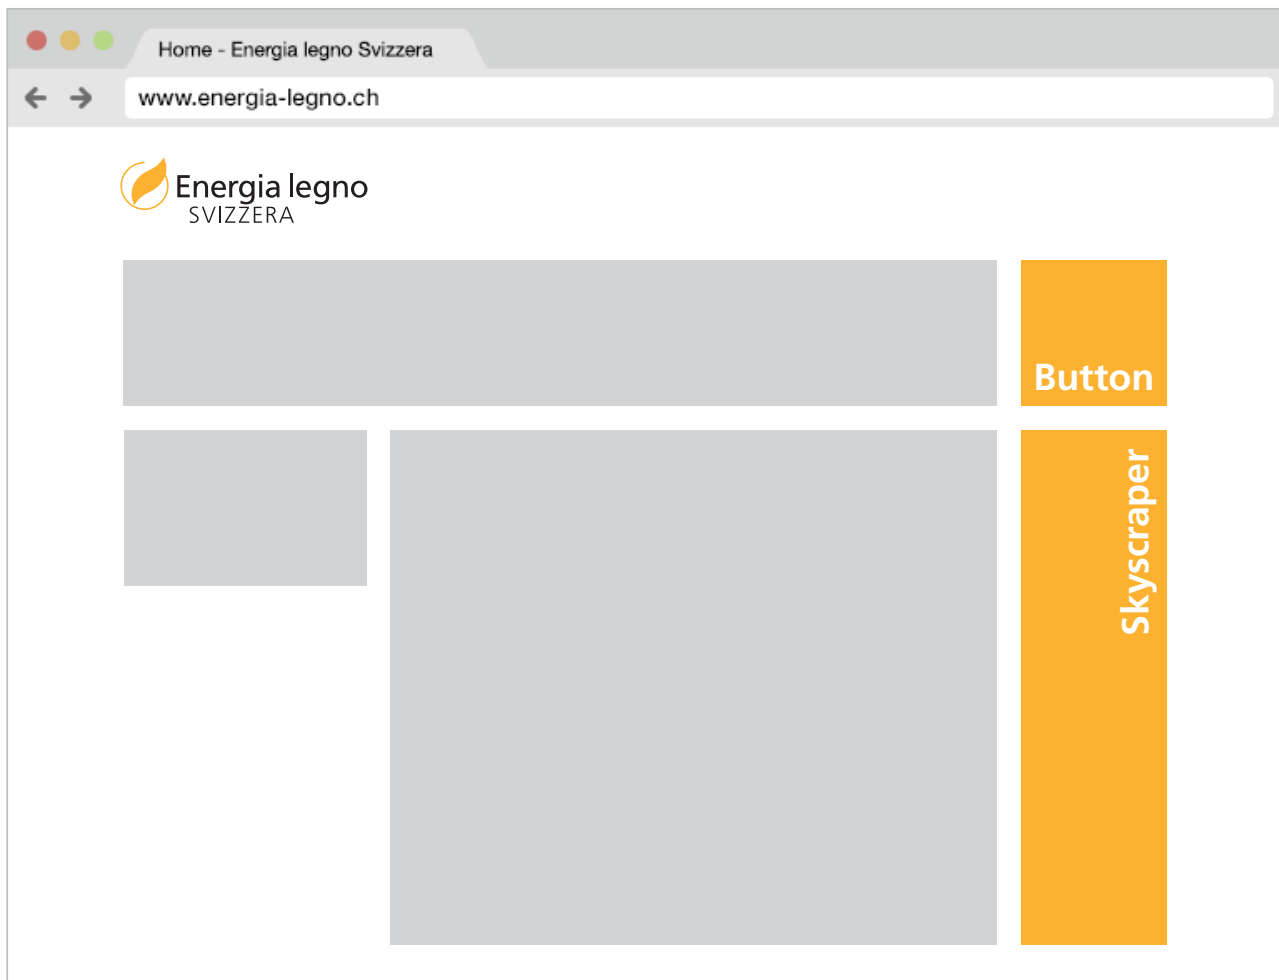 Home - Energia legno Svizzera
www.energia-legno.ch
Energia legno
SVIZZERA
Button
Skyscraper